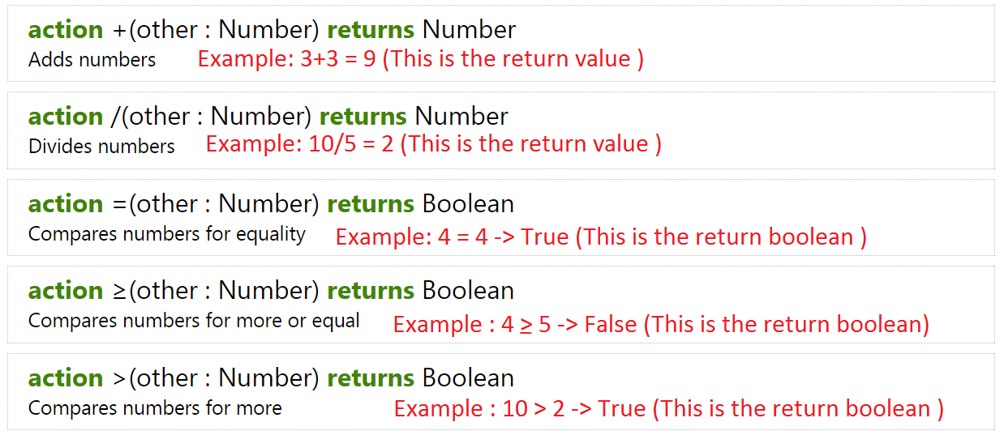 action +(other : Number) returns Number
Adds numbers Example: 3+3 = 9 (This is the return value )
action /(other : Number) returns Number
Divides numbers Example: 10/5 = 2 (This is the return value )
action =(other : Number) returns Boolean
Compares numbers for equality Example: 4 = 4 -> True (This is the return boolean )
action ≥(other : Number) returns Boolean
Compares numbers for more or equal Example : 4 ≥ 5 -> False (This is the return boolean)
action >(other : Number) returns Boolean
Compares numbers for more Example : 10 > 2 -> True (This is the return boolean )